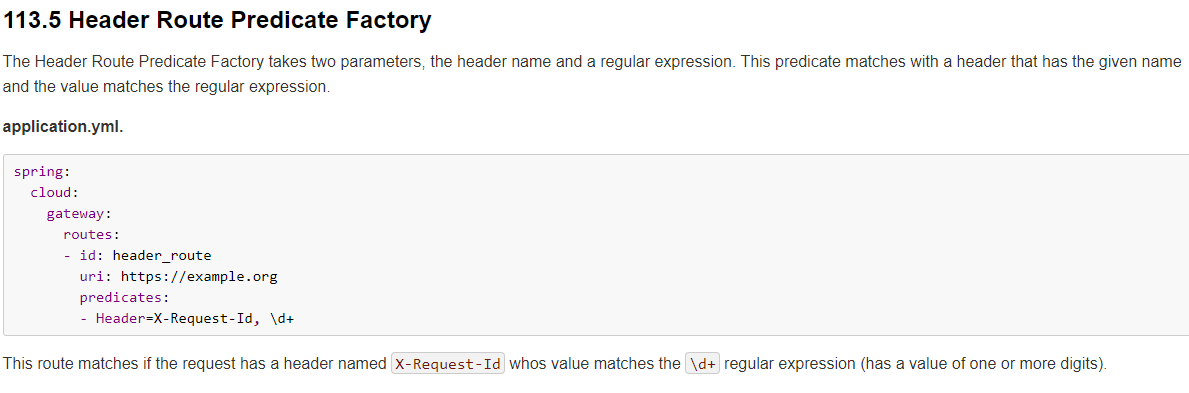 113.5 Header Route Predicate Factory
The Header Route Predicate Factory takes two parameters, the header name and a regular expression. This predicate matches with a header that has the given name
and the value matches the regular expression.
application.yml.
spring:
  cloud:
    gateway:
      routes:
      - id: header_route
        uri: https://example.org
        predicates:
        - Header=X-Request-Id, \d+
This route matches if the request has a header named X-Request-Id whos value matches the \d+ regular expression (has a value of one or more digits).